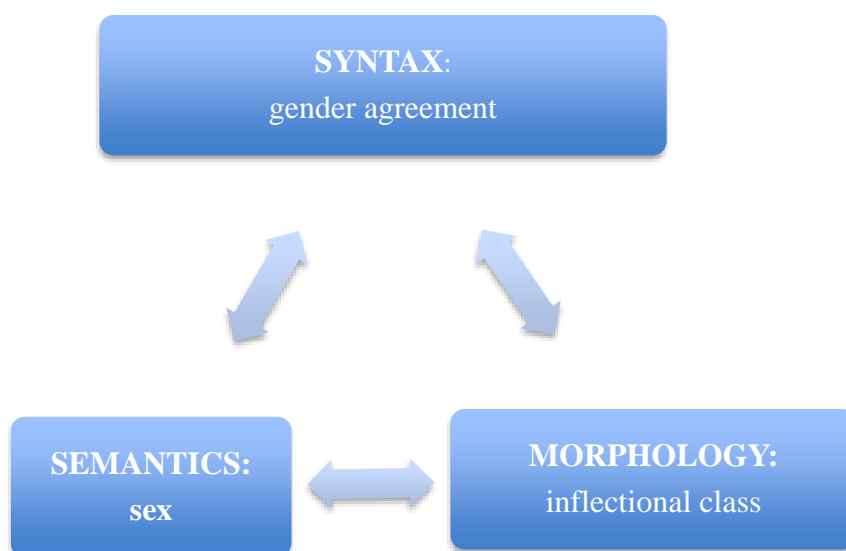 SYNTAX:
gender agreement
SEMANTICS:
sex
MORPHOLOGY:
inflectional class